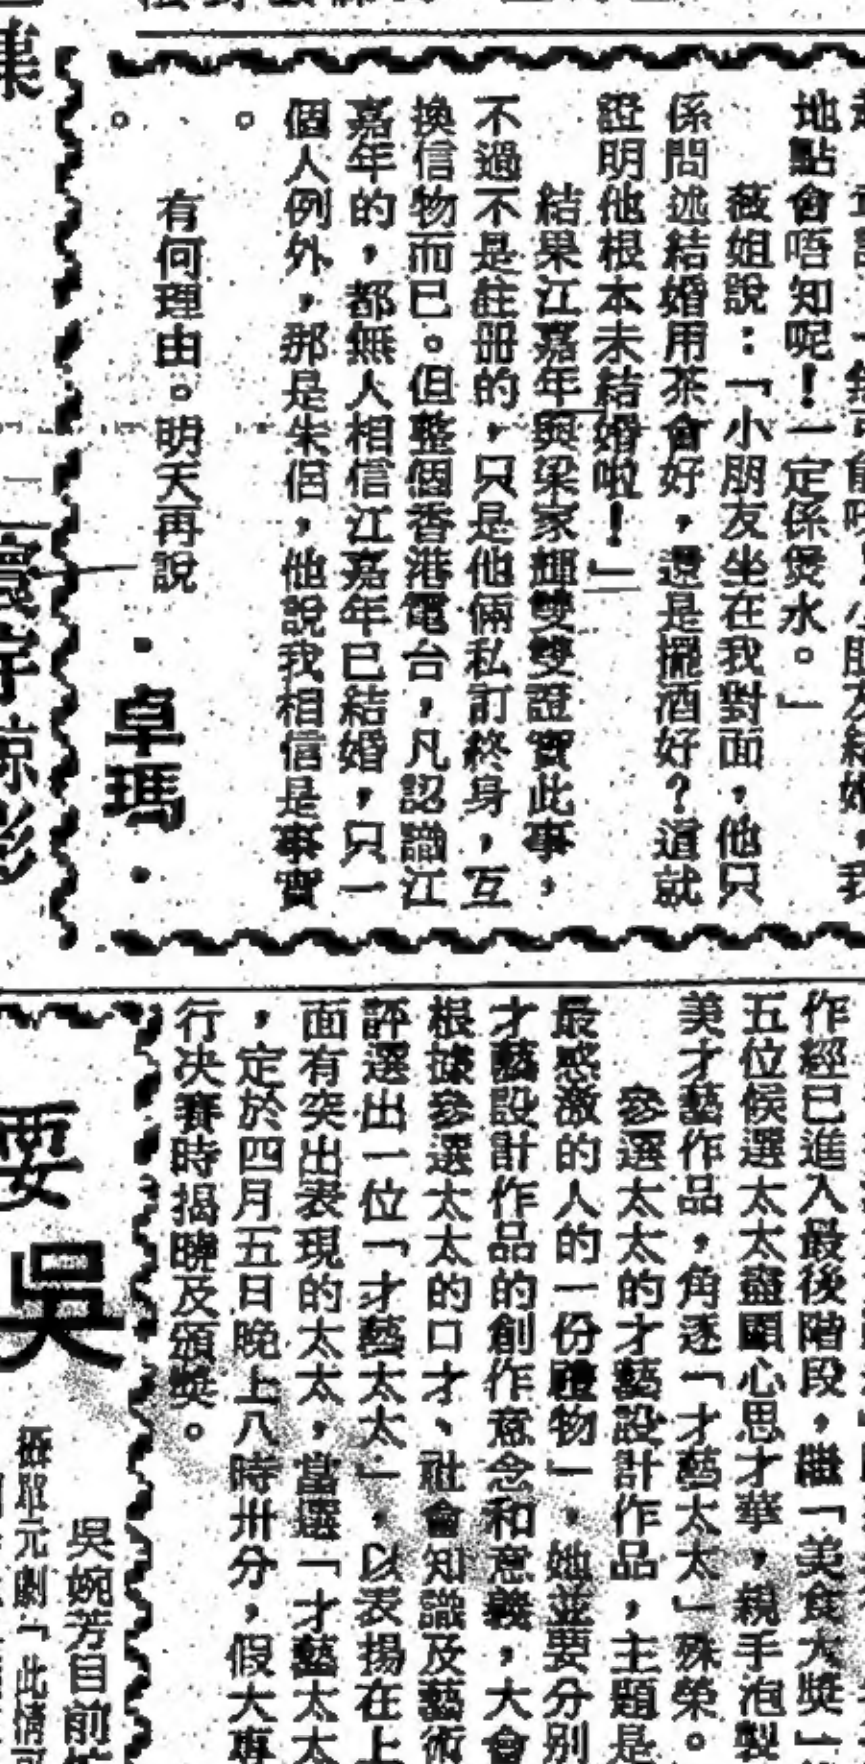 地點會唔知呢！一定係煲水。」
薇姐說：「小朋友坐在我對面，他只
係問述結婚用茶會好，還是擺酒好？這就
證明他根本未結婚啦！」
結果江嘉年與梁家輝雙雙證實此事，
不過不是註册的，只是他倆私訂終身，互
換信物而已。但整個香港電台，凡認識江
嘉年的，都無人相信江嘉年已結婚，只一
個人例外，那是朱侶，他說我相信是事實
。
有何理由。明天再說
。
·卓瑪·
作經已進入最後階段，繼「美食大獎」
五位候選太太盡顯心思才華，親手泡製
美才藝作品，角逐「才藝太太」殊榮。
參選太太的才藝設計作品，主題是
最感激的人的一份禮物」，她並要分別
才藝設計作品的創作意念和意義，大會
根據參選太太的口才、社會知識及藝術
評選出一位「才藝太太」，以表揚在上
面有突出表現的太太，當選「才藝太太
，定於四月五日晚上八時卅分，假大專
行決賽時揭曉及頒獎。
要
吳
吳婉芳目前
單元劇「此情可